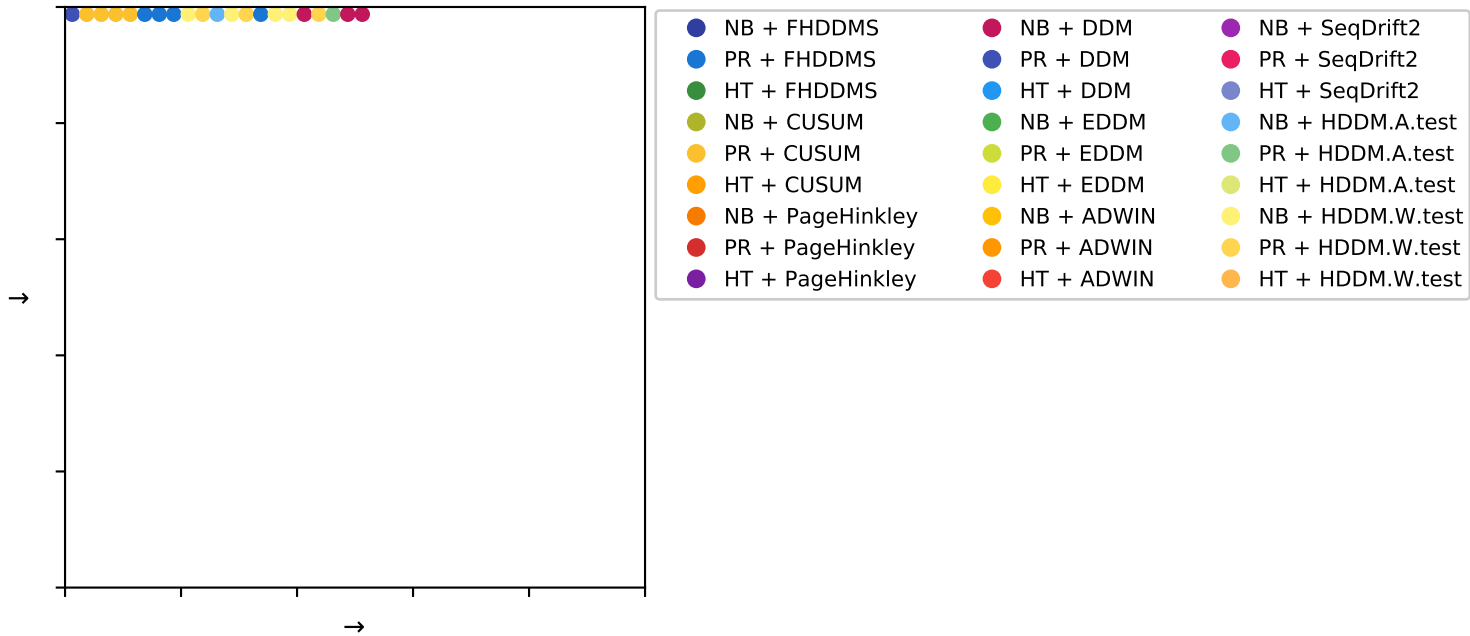 NB + FHDDMS
PR + FHDDMS
HT + FHDDMS
NB + CUSUM
PR + CUSUM
HT + CUSUM
NB + PageHinkley
PR + PageHinkley
HT + PageHinkley
NB + DDM
PR + DDM
HT + DDM
NB + EDDM
PR + EDDM
HT + EDDM
NB + ADWIN
PR + ADWIN
HT + ADWIN
NB + SeqDrift2
PR + SeqDrift2
HT + SeqDrift2
NB + HDDM.A.test
PR + HDDM.A.test
HT + HDDM.A.test
NB + HDDM.W.test
PR + HDDM.W.test
HT + HDDM.W.test
→
→